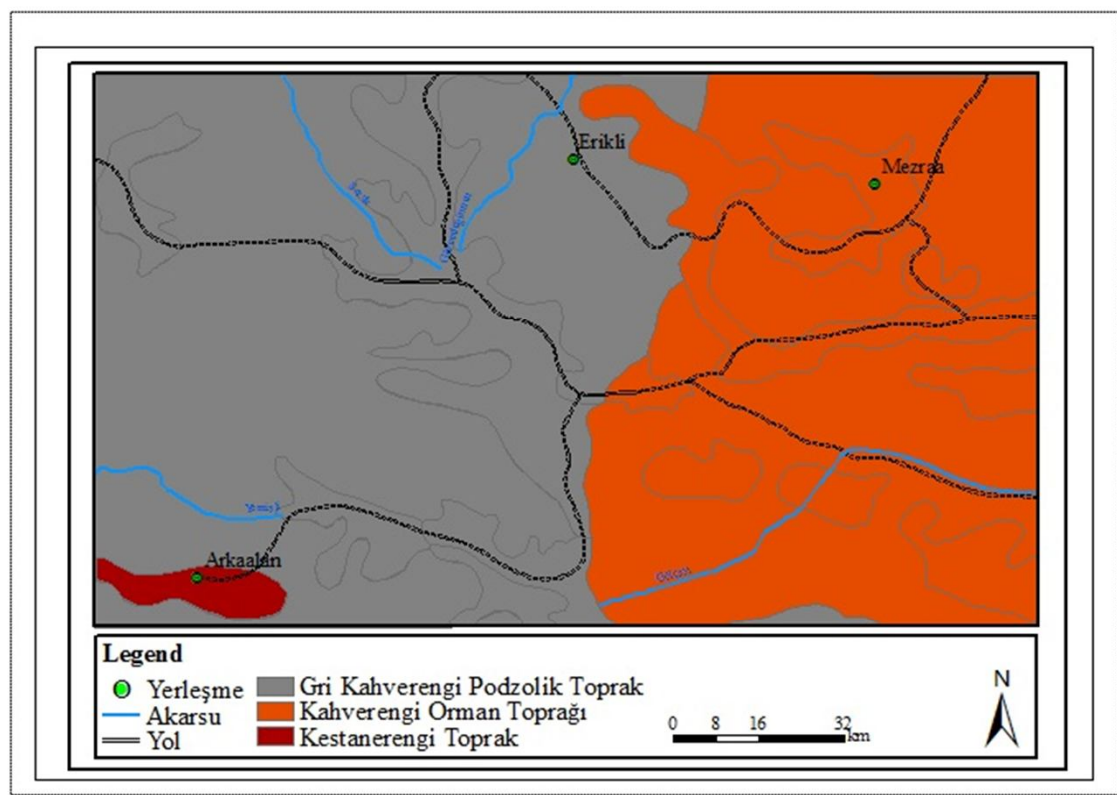 Erikli
Mezraa
Arkaalan
Legend
Yerleşme
Akarsu
Yol
Gri Kahverengi Podzolik Toprak
Kahverengi Orman Toprağı
Kestanerengi Toprak
0 8 16 32
km
N